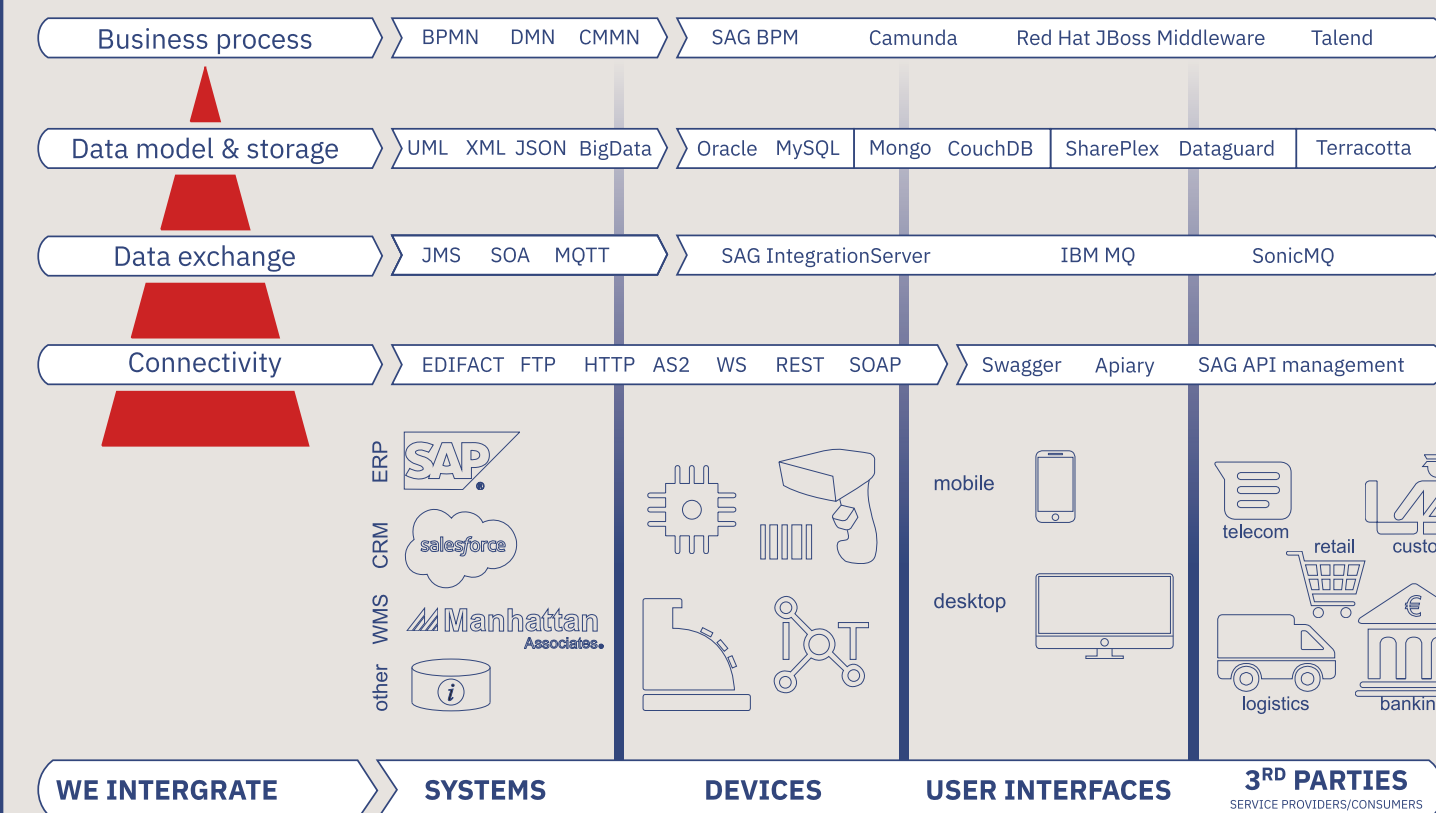 Business process BPMN DMN CMMN SAG BPM Camunda Red Hat JBoss Middleware Talend
Data model & storage UML XML JSON BigData Oracle MySQL Mongo CouchDB SharePlex Dataguard Terracotta
Data exchange JMS SOA MQTT SAG IntegrationServer IBM MQ SonicMQ
Connectivity EDIFACT FTP HTTP AS2 WS REST SOAP Swagger Apiary SAG API management
ERP
SAP®
CRM
salesforce
WMS
Manhattan
Associates.
other
i
I T
mobile
desktop
telecom
custo
retail
€
logistics
bankin
WE INTERGRATE SYSTEMS DEVICES USER INTERFACES 3RD PARTIES
SERVICE PROVIDERS/CONSUMERS